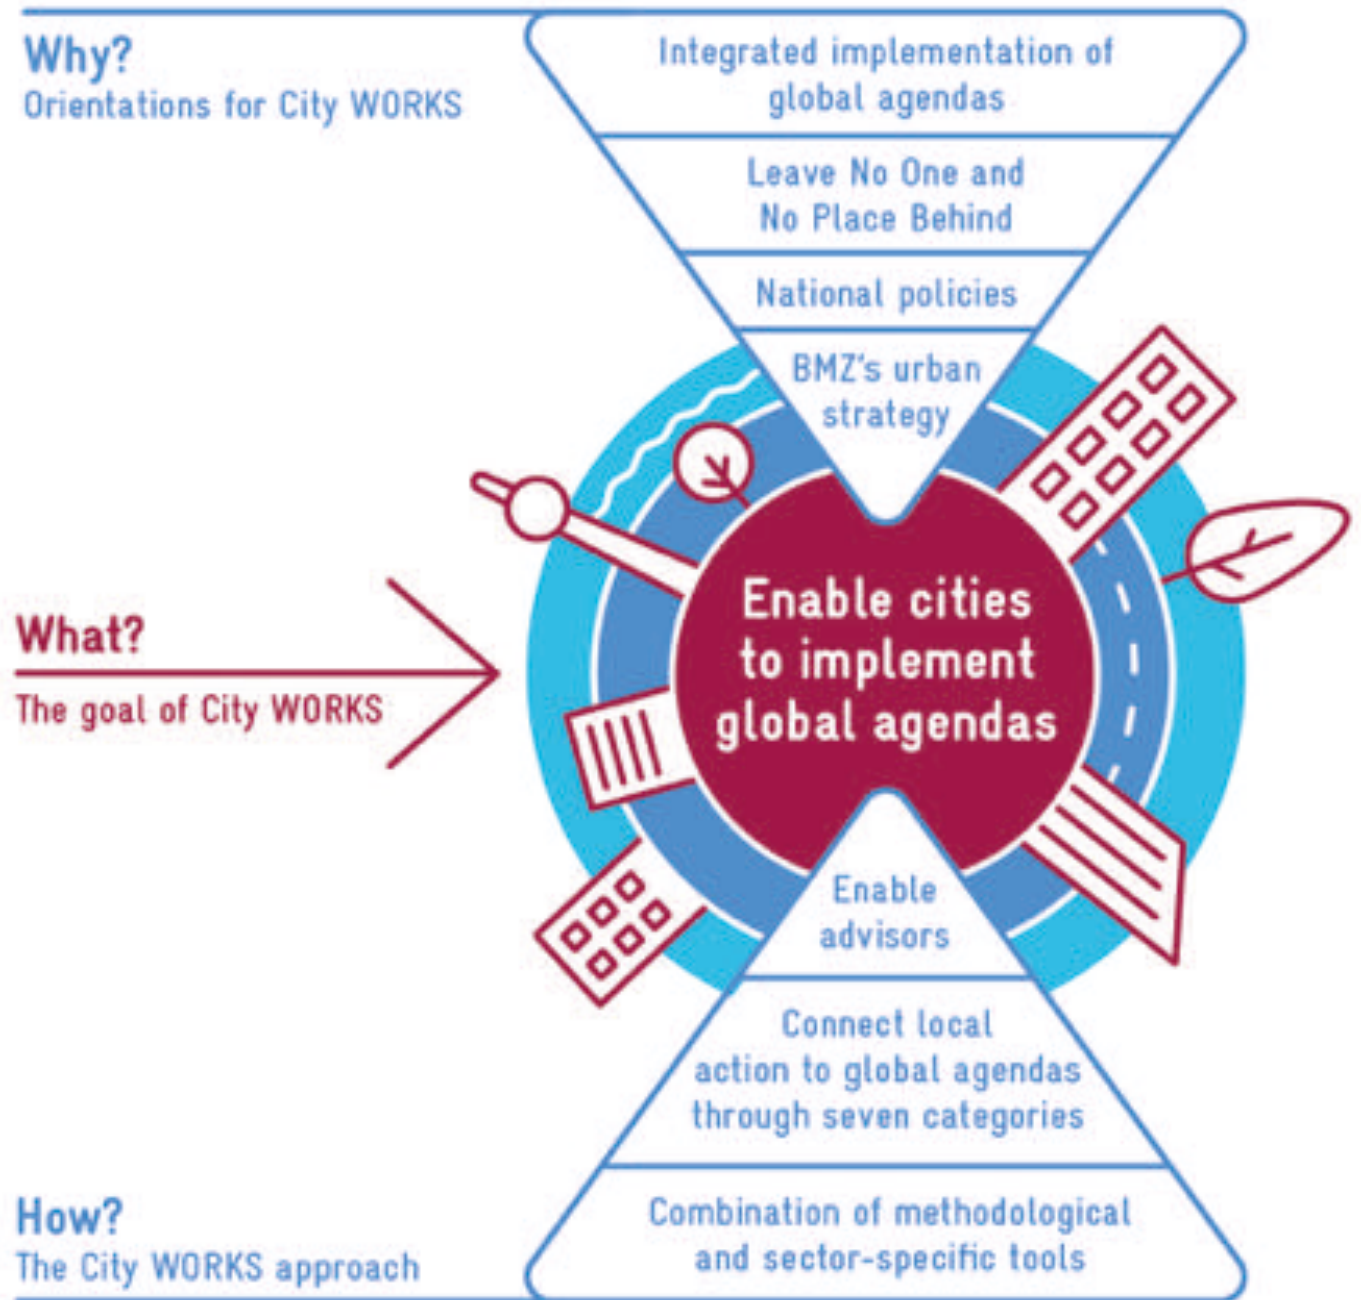 Why?
Orientations for City WORKS
Integrated implementation of
global agendas
Leave No One and
No Place Behind
National policies
BMZ's urban
strategy
What?
The goal of City WORKS
Enable cities
to implement
global agendas
Enable
advisors
Connect local
action to global agendas
through seven categories
How?
The City WORKS approach
Combination of methodological
and sector-specific tools